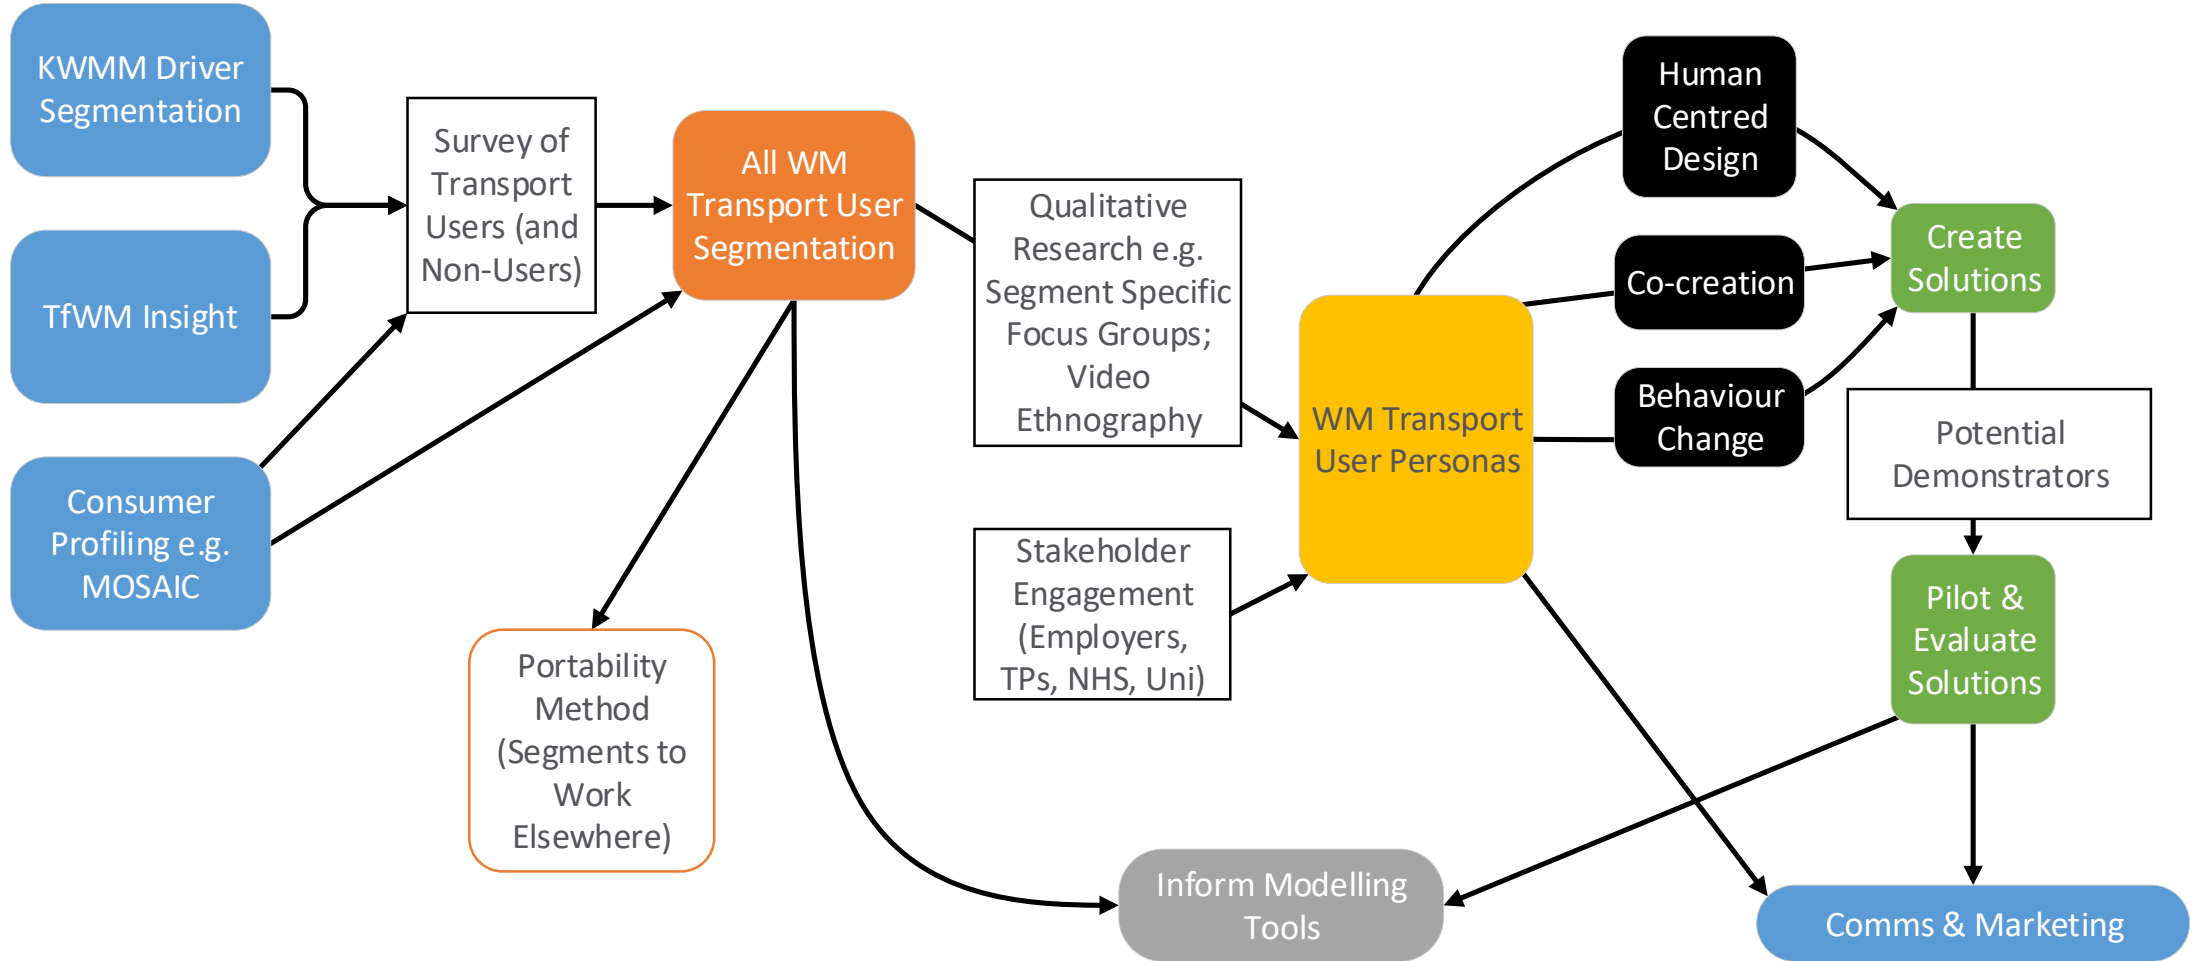 KWMM Driver
Segmentation
TfWM Insight
Consumer
Profiling e.g.
MOSAIC
Survey of
Transport
Users (and
Non-Users)
All WM
Transport User
Segmentation
Portability
Method
(Segments to
Work
Elsewhere)
Qualitative
Research e.g.
Segment Specific
Focus Groups;
Video
Ethnography
Stakeholder
Engagement
(Employers,
TPs, NHS, Uni)
WM Transport
User Personas
Human
Centred
Design
Co-creation
Behaviour
Change
Create
Solutions
Potential
Demonstrators
Pilot &
Evaluate
Solutions
Inform Modelling
Tools
Comms & Marketing